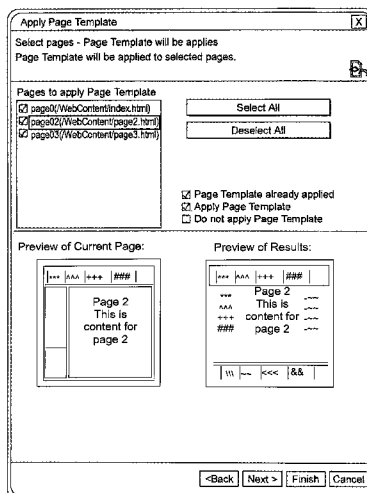 Apply Page Template X
Select pages - Page Template will be applies
Page Template will be applied to selected pages.
Pages to apply Page Template
page0(/WebContent/index.html)
page02(/WebContent/page2.html)
page03(/WebContent/page3.html)
Select All
Deselect All
Page Template already applied
Apply Page Template
Do not apply Page Template
Preview of Current Page:
*** ^^^ +++ ###
Page 2
This is
content for
page 2
Preview of Results:
*** ^^^ +++ ###
Page 2
*** This is ~~
^^^ content for ~~
+++ page 2 ~~
### ~~
\\\ ~~ <<< &&
<Back Next > Finish Cancel